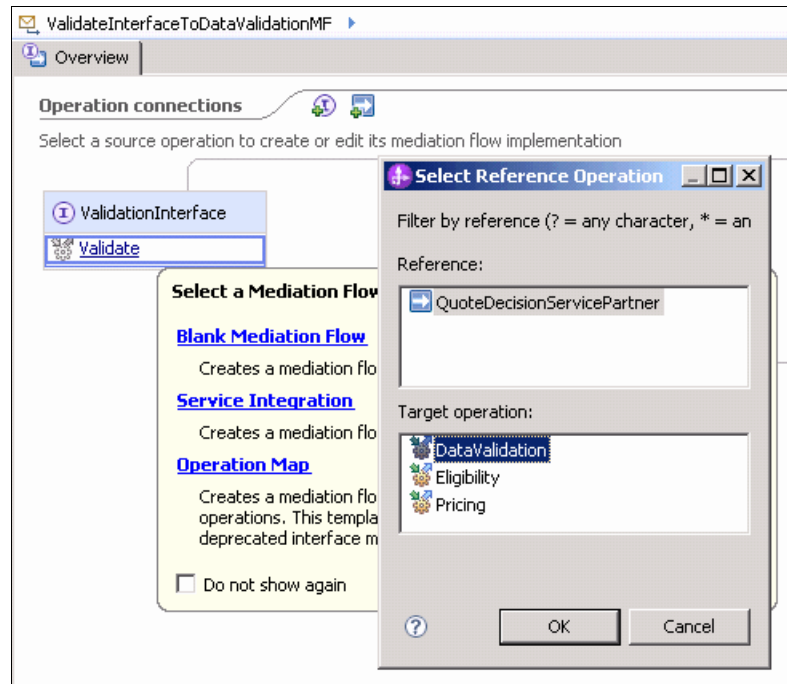 ValidateInterfaceToDataValidationMF
Overview
Operation connections
Select a source operation to create or edit its mediation flow implementation
ValidationInterface
Validate
Select a Mediation Flow
Blank Mediation Flow
Creates a mediation flo
Service Integration
Creates a mediation flo
Operation Map
Creates a mediation flo
operations. This templa
deprecated interface m
Do not show again
Select Reference Operation
Filter by reference (? = any character, * = an
Reference:
QuoteDecisionServicePartner
Target operation:
DataValidation
Eligibility
Pricing
?
OK
Cancel